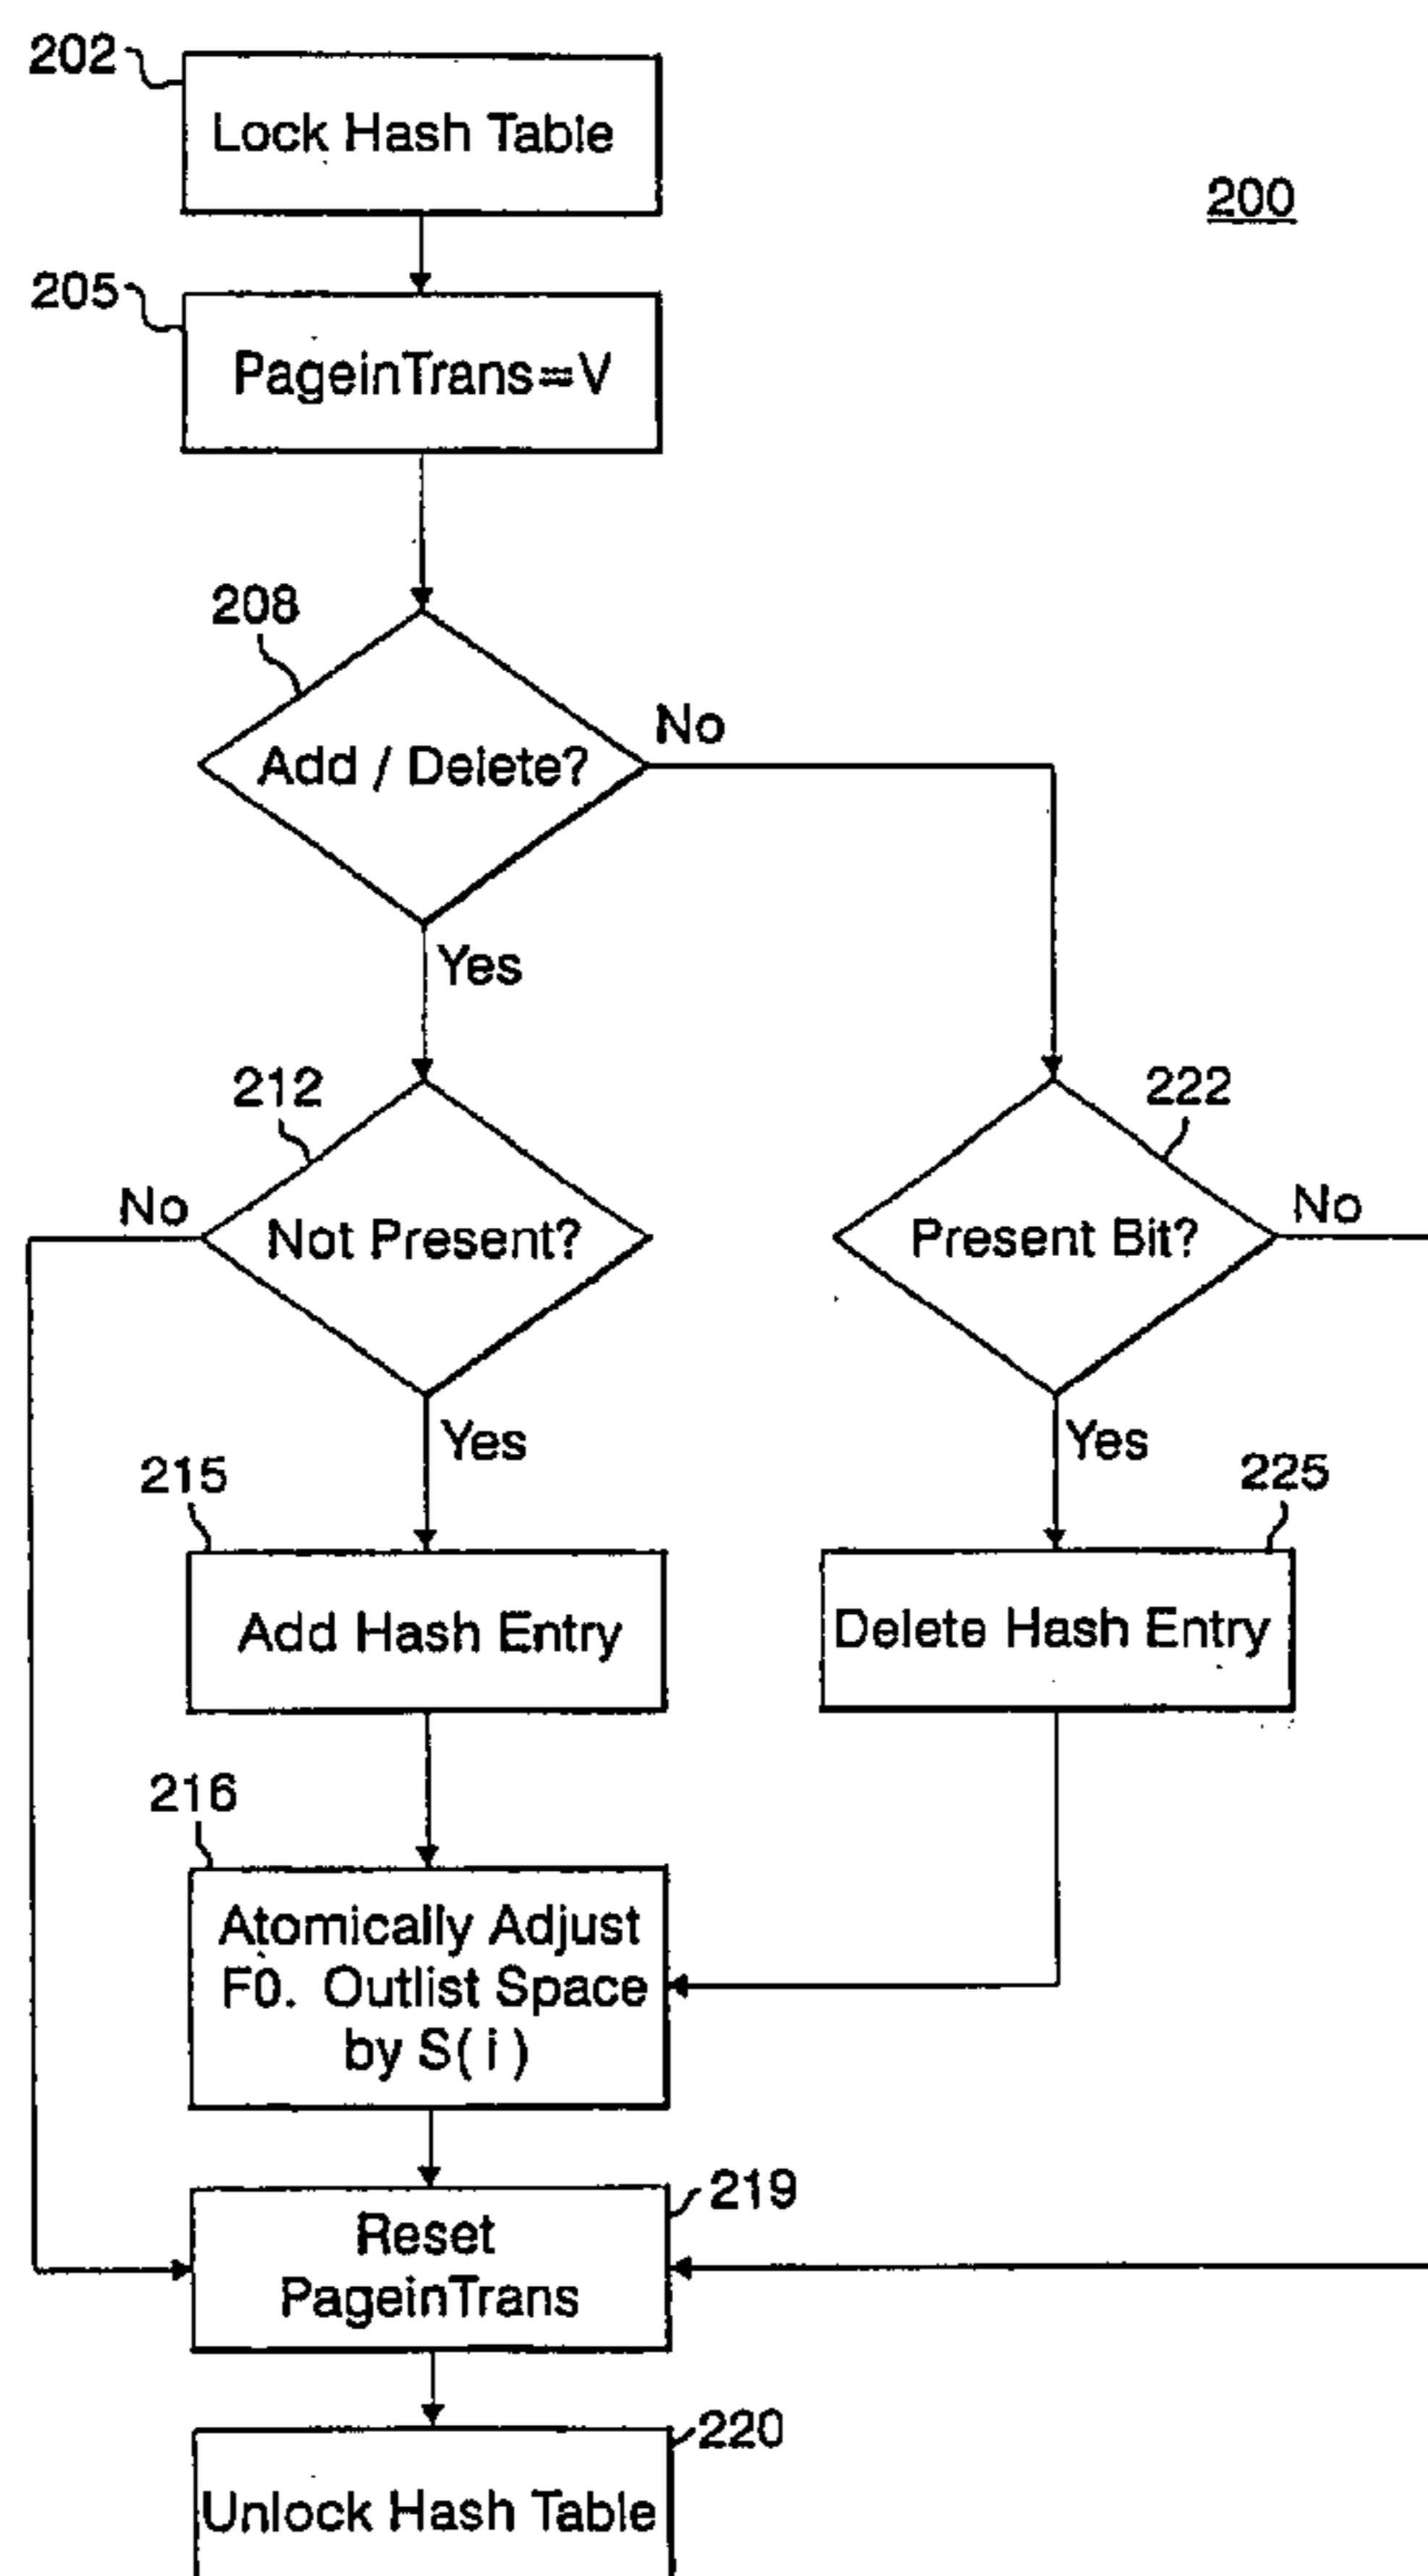 202
Lock Hash Table
200
205
PageinTrans=V
208
Add / Delete?
No
Yes
212
No
Not Present?
Yes
222
Present Bit?
No
Yes
215
Add Hash Entry
225
Delete Hash Entry
216
Atomically Adjust
F0. Outlist Space
by S( i )
219
Reset
PageinTrans
220
Unlock Hash Table